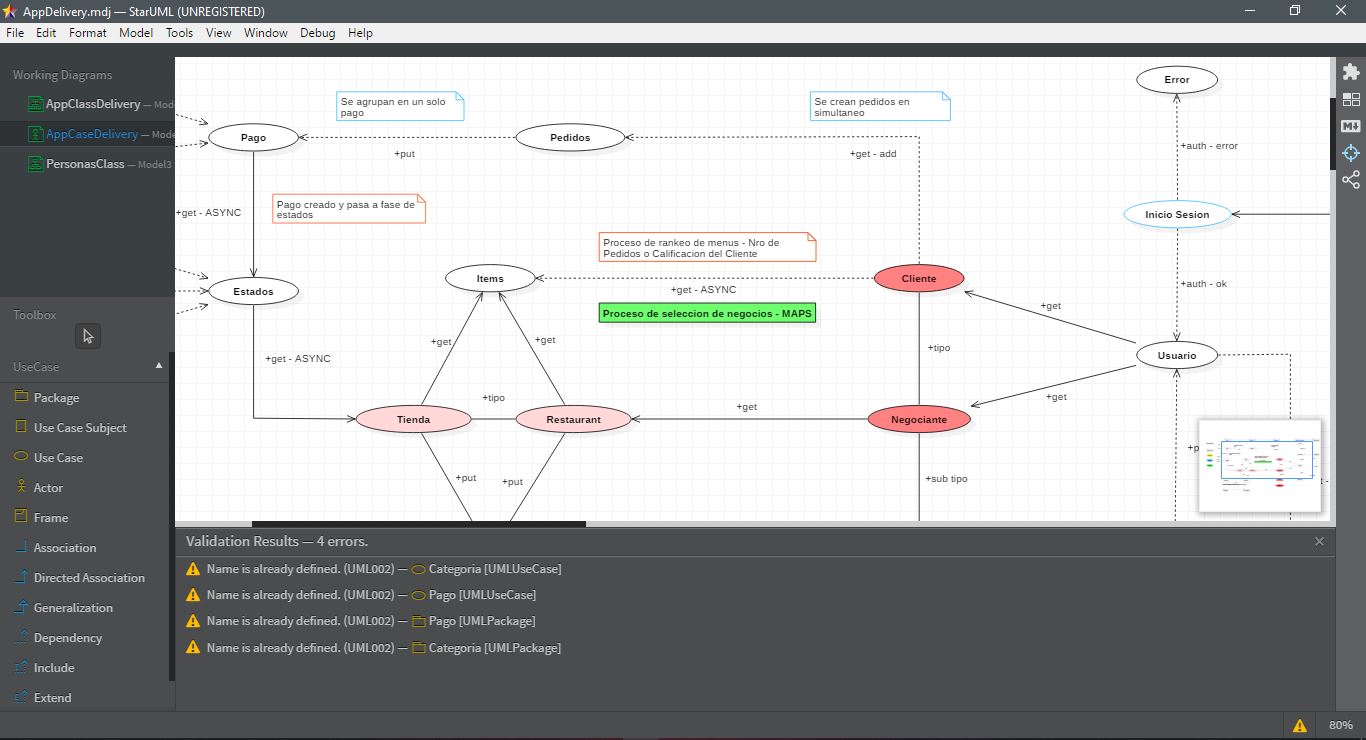 AppDelivery.mdj — StarUML (UNREGISTERED)
File Edit Format Model Tools View Window Debug Help
Working Diagrams
AppClassDelivery — Mod
AppCaseDelivery — Mode
PersonasClass — Model3
Toolbox
UseCase
Package
Use Case Subject
Use Case
Actor
Frame
Association
Directed Association
Generalization
Dependency
Include
Extend
Error
Se agrupan en un solo
pago
Se crean pedidos en
simultaneo
Pago
Pedidos
+put
+get - add
+auth - error
Pago creado y pasa a fase de
estados
+get - ASYNC
Inicio Sesion
Proceso de rankeo de menus - Nro de
Pedidos o Calificacion del Cliente
Estados
Items
Cliente
+get - ASYNC
+auth - ok
Proceso de seleccion de negocios - MAPS
+get
+get
+get
+tipo
Usuario
+get - ASYNC
+tipo
+get
+get
Tienda
Restaurant
Negociante
+put
+put
+sub tipo
+p
t -
Validation Results — 4 errors.
Name is already defined. (UML002) — Categoria [UMLUseCase]
Name is already defined. (UML002) — Pago [UMLUseCase]
Name is already defined. (UML002) — Pago [UMLPackage]
Name is already defined. (UML002) — Categoria [UMLPackage]
80%